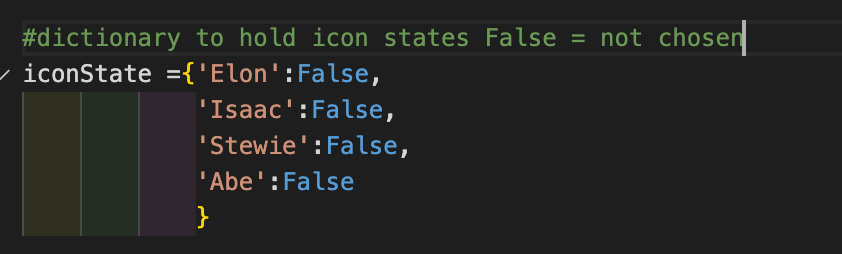 #dictionary to hold icon states False = not chosen
iconState ={'Elon':False,
'Isaac':False,
'Stewie':False,
'Abe':False
}